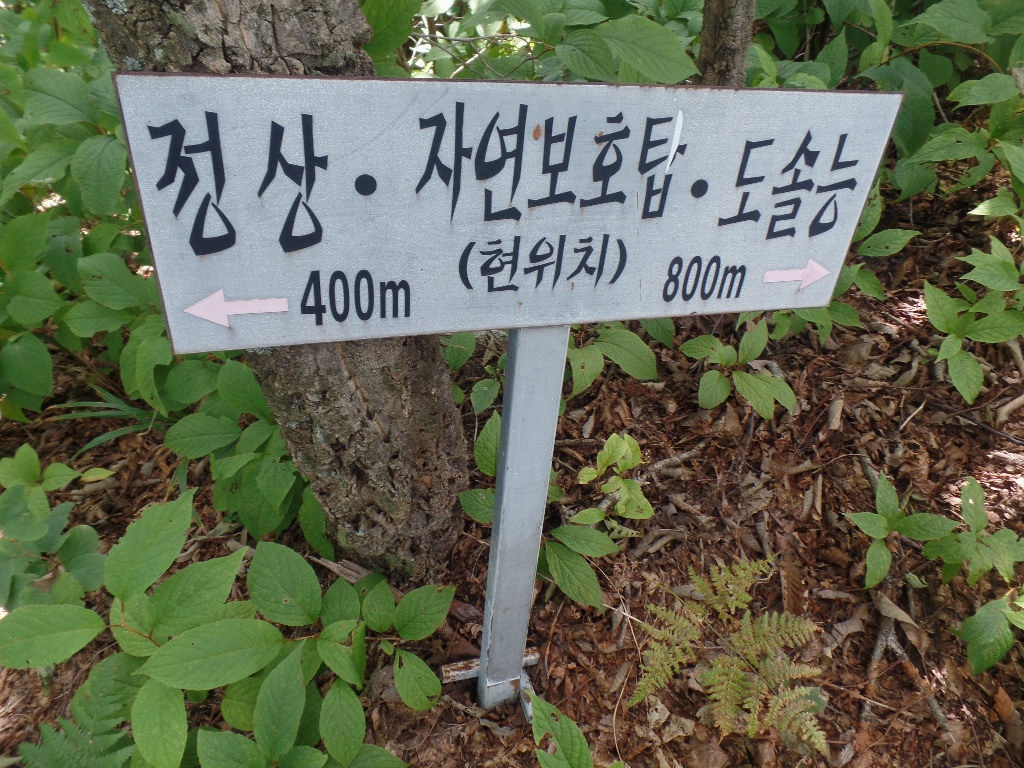 정상 · 자연보호탑 · 도솔능
(현위치)
400m 800m